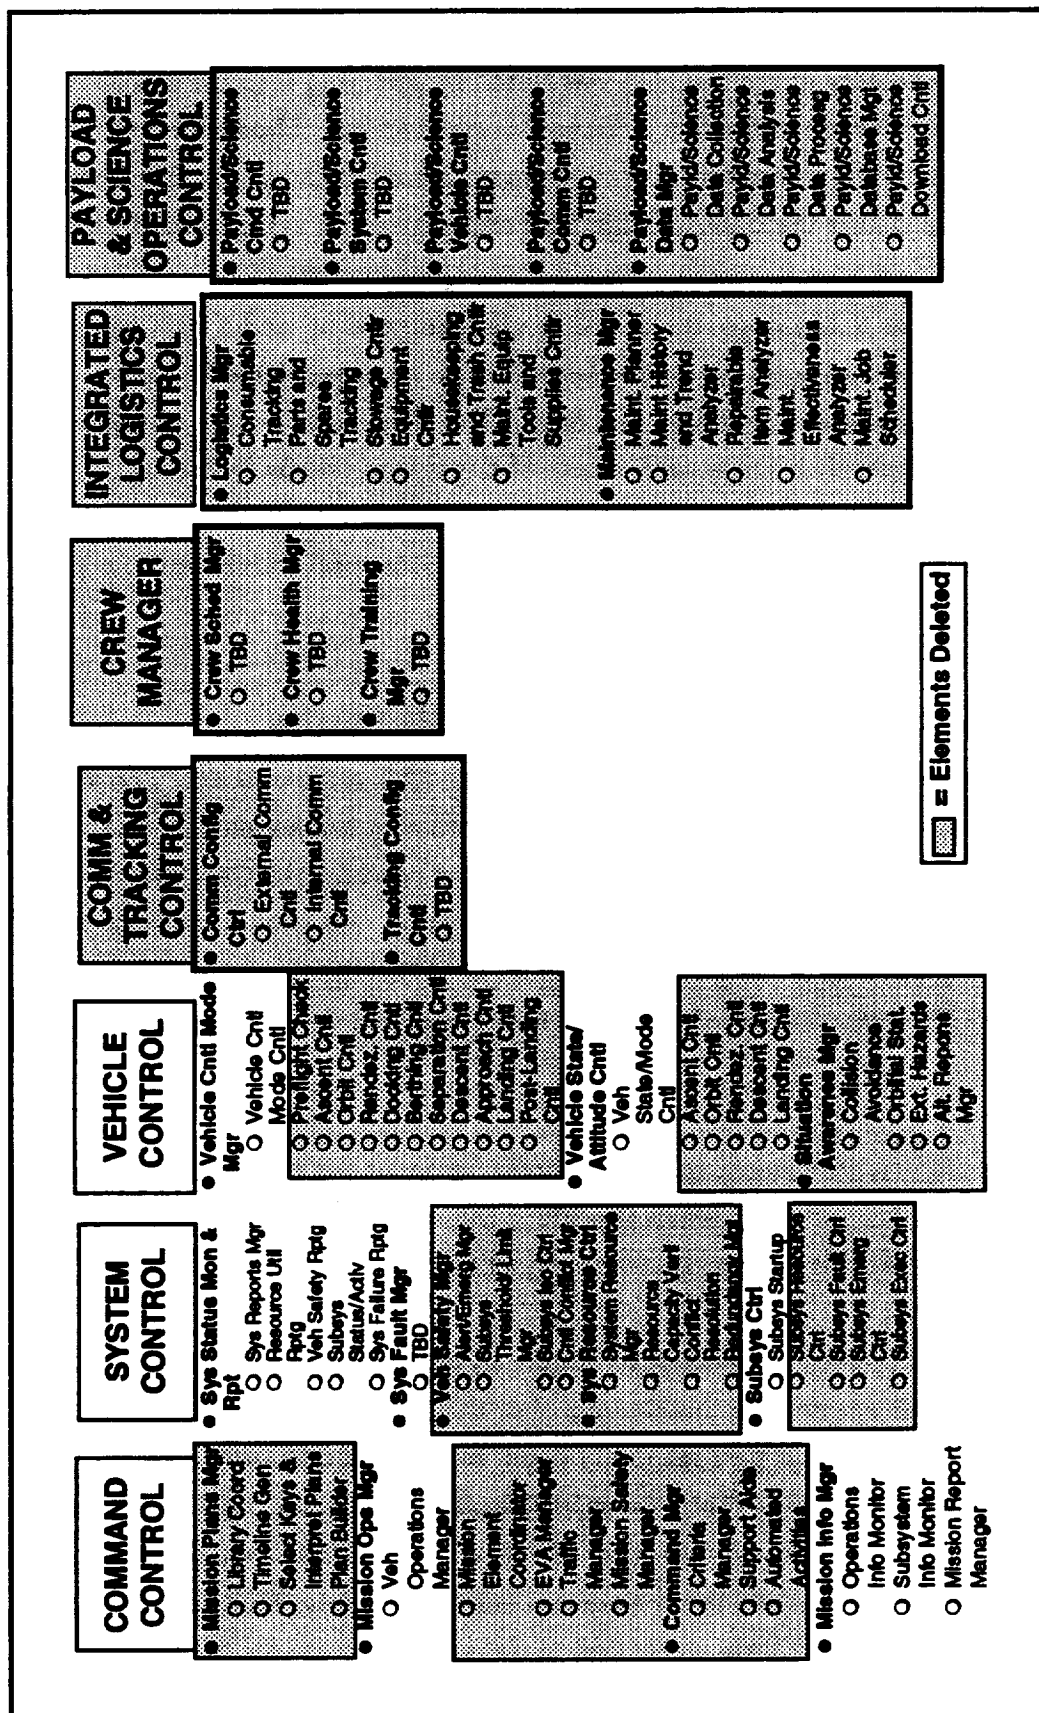 COMMAND
CONTROL
● Mission Plans Mgr
○ Library Coord
○ Timeline Gen
○ Select Keys &
Interpret Plans
○ Plan Builder
● Mission Ops Mgr
○ Veh
Operations
Manager
○ Mission
Element
Coordinator
○ EVA Manager
○ Traffic
Manager
○ Mission Safety
Manager
● Command Mgr
○ Criteria
Manager
○ Support Aids
○ Automated
Activities
● Mission Info Mgr
○ Operations
Info Monitor
○ Subsystem
Info Monitor
○ Mission Report
Manager
SYSTEM
CONTROL
● Sys Status Mon &
Rpt
○ Sys Reports Mgr
○ Resource Util
Rptg
○ Veh Safety Rptg
○ Subsys
Status/Activ
○ Sys Failure Rptg
● Sys Fault Mgr
○ TBD
● Veh Safety Mgr
○ Alert/Emerg Mgr
○ Subsys
Threshold/ Limit
Mgr
○ Subsys Iso Ctrl
○ Cntl Conflict Mgr
● Sys Resource Ctrl
○ System Resource
Mgr
○ Resource
Capacity Verf
○ Conflict
Resolution
○ Redundancy Mgt
● Subsys Ctrl
○ Subsys Startup
○ Subsys Resource
Ctrl
○ Subsys Fault Ctrl
○ Subsys Emerg
Ctrl
○ Subsys Exec Ctrl
VEHICLE
CONTROL
● Vehicle Cntl Mode
Mgr
○ Vehicle Cntl
Mode Cntl
○ Preflight Check
○ Ascent Cntl
○ Orbit Cntl
○ Rendez. Cntl
○ Docking Cntl
○ Berthing Cntl
○ Separation Cntl
○ Descent Cntl
○ Approach Cntl
○ Landing Cntl
○ Post-Landing
Cntl
● Vehicle State/
Attitude Cntl
○ Veh
State/Mode
Cntl
○ Ascent Cntl
○ Orbit Cntl
○ Rendez. Cntl
○ Descent Cntl
○ Landing Cntl
● Situation
Awareness Mgr
○ Collision
Avoidance
○ Orbital Stat.
○ Ext. Hazards
○ Alt. Reports
Mgr
COMM &
TRACKING
CONTROL
● Comm Config
Ctrl
○ External Comm
Cntl
○ Internal Comm
Cntl
● Tracking Config
Cntl
○ TBD
CREW
MANAGER
● Crew Sched Mgr
○ TBD
● Crew Health Mgr
○ TBD
● Crew Training
Mgr
○ TBD
INTEGRATED
LOGISTICS
CONTROL
● Logistics Mgr
○ Consumable
Tracking
○ Parts and
Spares
Tracking
○ Stowage Cntlr
○ Equipment
Cntlr
○ Housekeeping
and Trash Cntlr
○ Maint. Equip
Tools and
Supplies Cntlr
● Maintenance Mgr
○ Maint. Planner
○ Maint History
and Trend
Analyzer
○ Repairable
Item Analyzer
○ Maint.
Effectiveness
Analyzer
○ Maint. Job
Scheduler
PAYLOAD
& SCIENCE
OPERATIONS
CONTROL
● Payload/Science
Cmd Cntl
○ TBD
● Payload/Science
System Cntl
○ TBD
● Payload/Science
Vehicle Cntl
○ TBD
● Payload/Science
Comm Cntl
○ TBD
● Payload/Science
Data Mgr
○ Payld/Science
Data Collection
○ Payld/Science
Data Analysis
○ Payld/Science
Data Procsg
○ Payld/Science
Database Mgt
○ Payld/Science
Download Cntl
= Elements Deleted